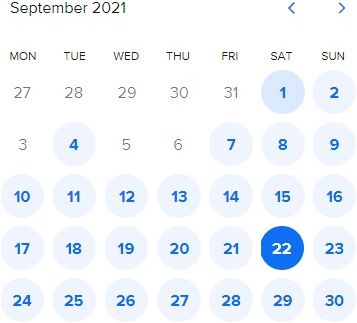 September 2021
MON TUE WED THU FRI SAT SUN
27 28 29 30 31 1 2
3 4 5 6 7 8 9
10 11 12 13 14 15 16
17 18 19 20 21 22 23
24 25 26 27 28 29 30